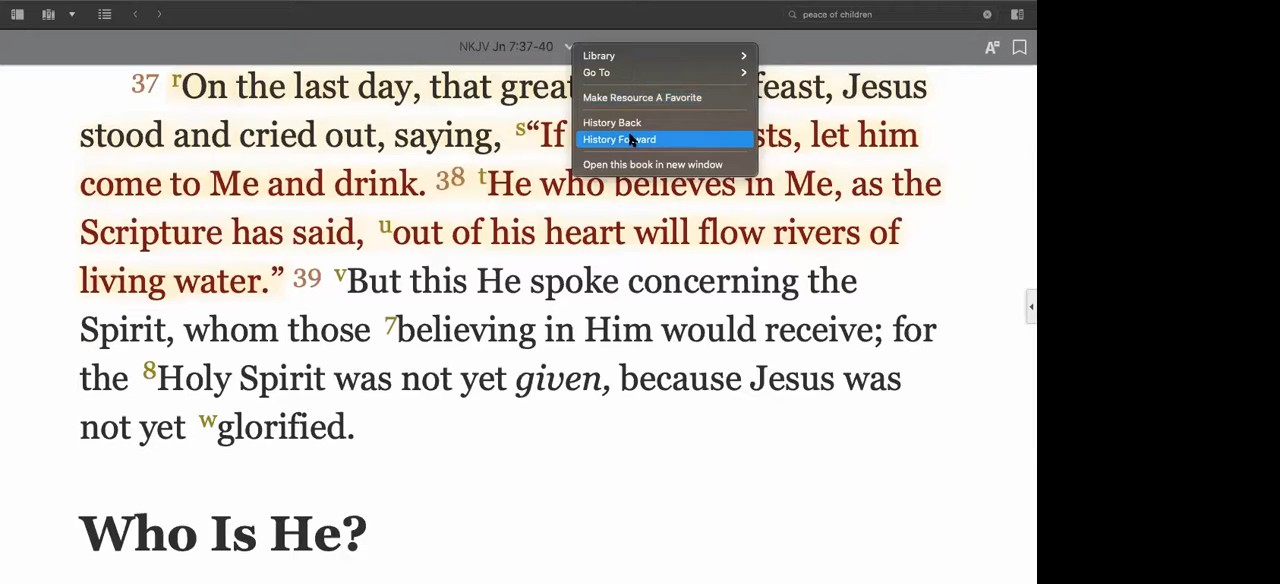 peace of children
NKJV Jn 7:37-40
Library
Go To
Make Resource A Favorite
History Back
History Forward
Open this book in new window
37 rOn the last day, that great feast, Jesus
stood and cried out, saying, s“If sts, let him
come to Me and drink. 38 tHe who believes in Me, as the
Scripture has said, uout of his heart will flow rivers of
living water.” 39 vBut this He spoke concerning the
Spirit, whom those 7believing in Him would receive; for
the 8Holy Spirit was not yet given, because Jesus was
not yet wglorified.
Who Is He?